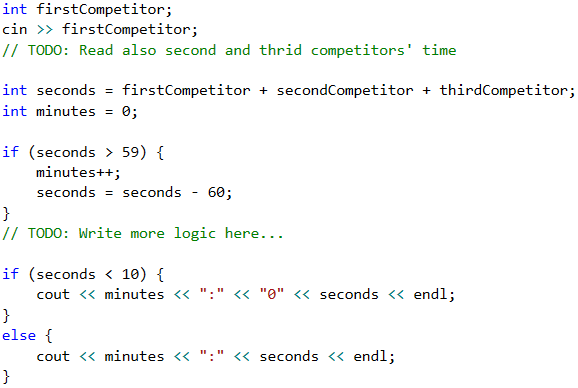 int firstCompetitor;
cin >> firstCompetitor;
// TODO: Read also second and thrid competitors' time
int seconds = firstCompetitor + secondCompetitor + thirdCompetitor;
int minutes = 0;
if (seconds > 59) {
minutes++;
seconds = seconds - 60;
}
// TODO: Write more logic here...
if (seconds < 10) {
cout << minutes << ":" << "0" << seconds << endl;
}
else {
cout << minutes << ":" << seconds << endl;
}